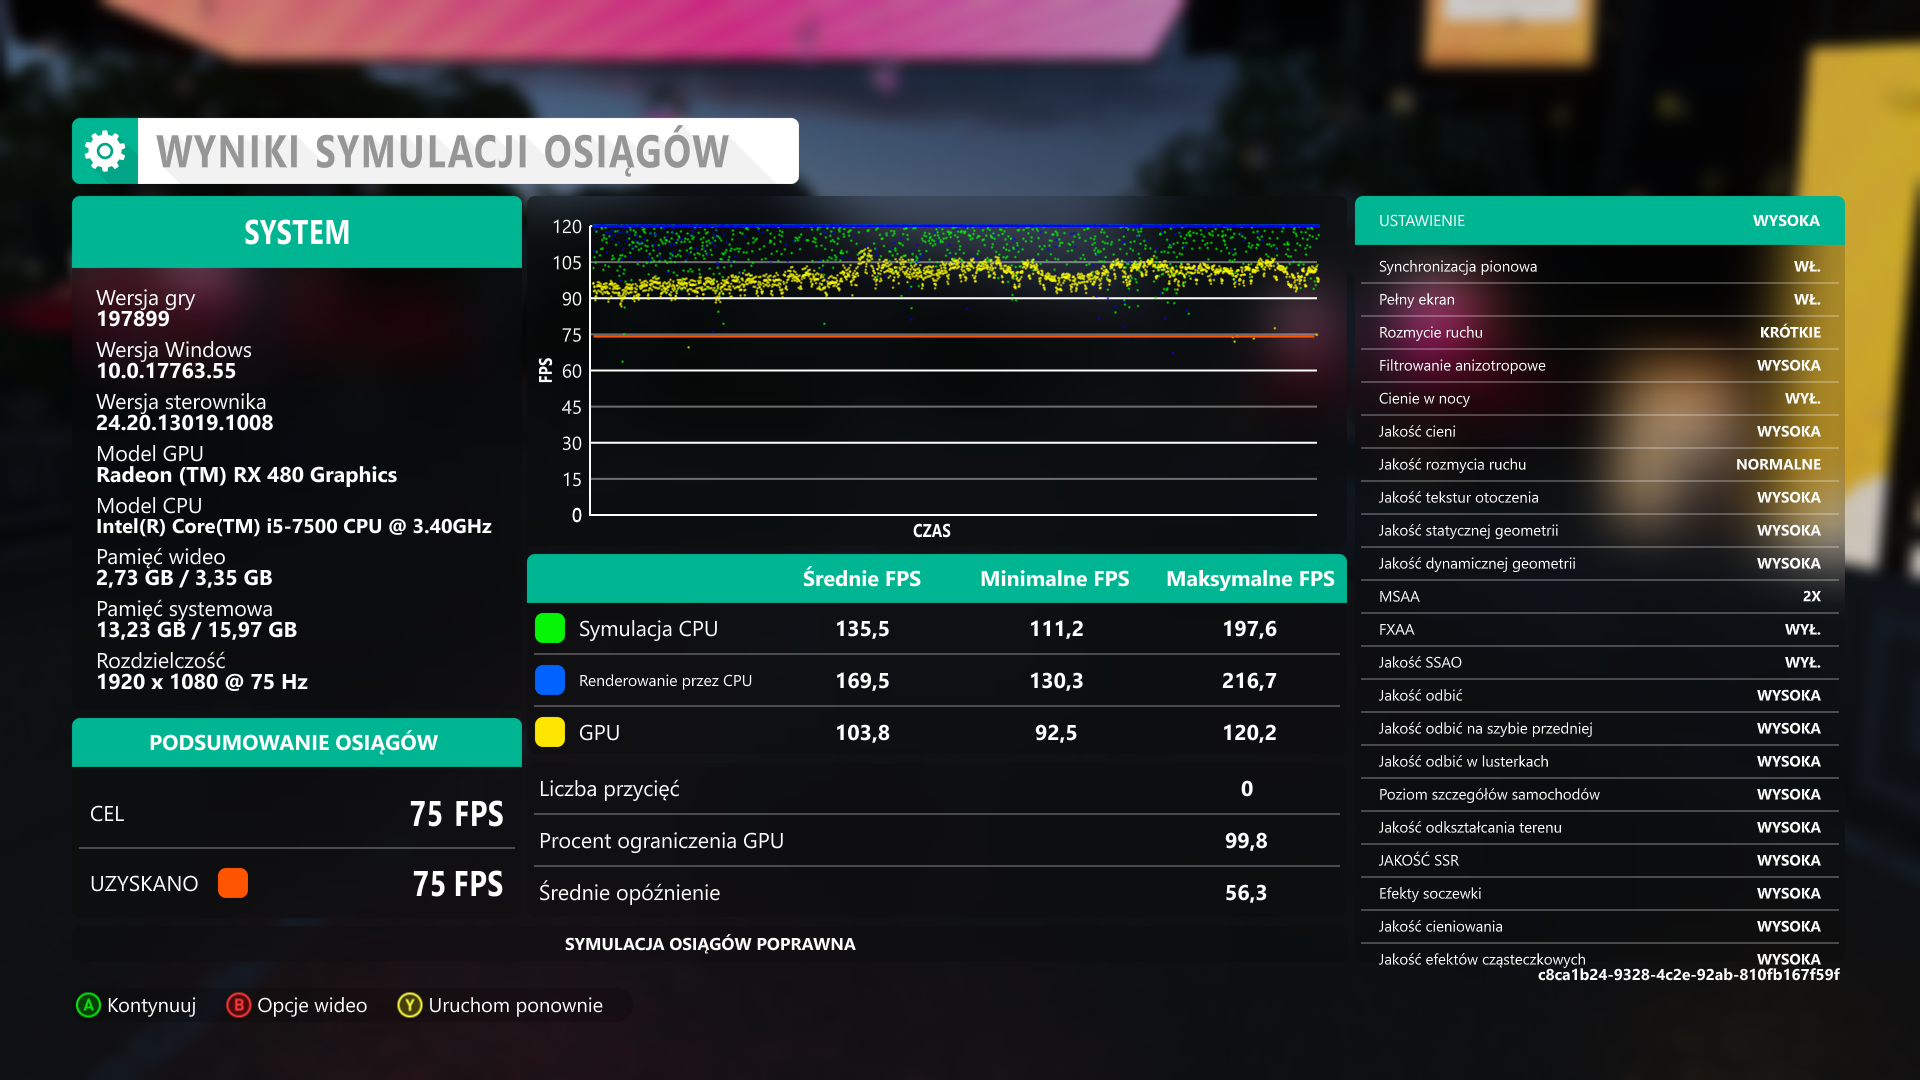 WYNIKI SYMULACJI OSIĄGÓW
SYSTEM
Wersja gry
197899
Wersja Windows
10.0.17763.55
Wersja sterownika
24.20.13019.1008
Model GPU
Radeon (TM) RX 480 Graphics
Model CPU
Intel(R) Core(TM) i5-7500 CPU @ 3.40GHz
Pamięć wideo
2,73 GB / 3,35 GB
Pamięć systemowa
13,23 GB / 15,97 GB
Rozdzielczość
1920 x 1080 @ 75 Hz
PODSUMOWANIE OSIĄGÓW
CEL 75 FPS
UZYSKANO 75 FPS
120
105
90
75
60
45
30
15
0
FPS
CZAS
Średnie FPS Minimalne FPS Maksymalne FPS
Symulacja CPU 135,5 111,2 197,6
Renderowanie przez CPU 169,5 130,3 216,7
GPU 103,8 92,5 120,2
Liczba przycięć 0
Procent ograniczenia GPU 99,8
Średnie opóźnienie 56,3
USTAWIENIE WYSOKA
Synchronizacja pionowa WŁ.
Pełny ekran WŁ.
Rozmycie ruchu KRÓTKIE
Filtrowanie anizotropowe WYSOKA
Cienie w nocy WYŁ.
Jakość cieni WYSOKA
Jakość rozmycia ruchu NORMALNE
Jakość tekstur otoczenia WYSOKA
Jakość statycznej geometrii WYSOKA
Jakość dynamicznej geometrii WYSOKA
MSAA 2X
FXAA WYŁ.
Jakość SSAO WYŁ.
Jakość odbić WYSOKA
Jakość odbić na szybie przedniej WYSOKA
Jakość odbić w lusterkach WYSOKA
Poziom szczegółów samochodów WYSOKA
Jakość odkształcania terenu WYSOKA
JAKOŚĆ SSR WYSOKA
Efekty soczewki WYSOKA
Jakość cieniowania WYSOKA
Jakość efektów cząsteczkowych WYSOKA
c8ca1b24-9328-4c2e-92ab-810fb167f59f
SYMULACJA OSIĄGÓW POPRAWNA
A Kontynuuj B Opcje wideo Y Uruchom ponownie